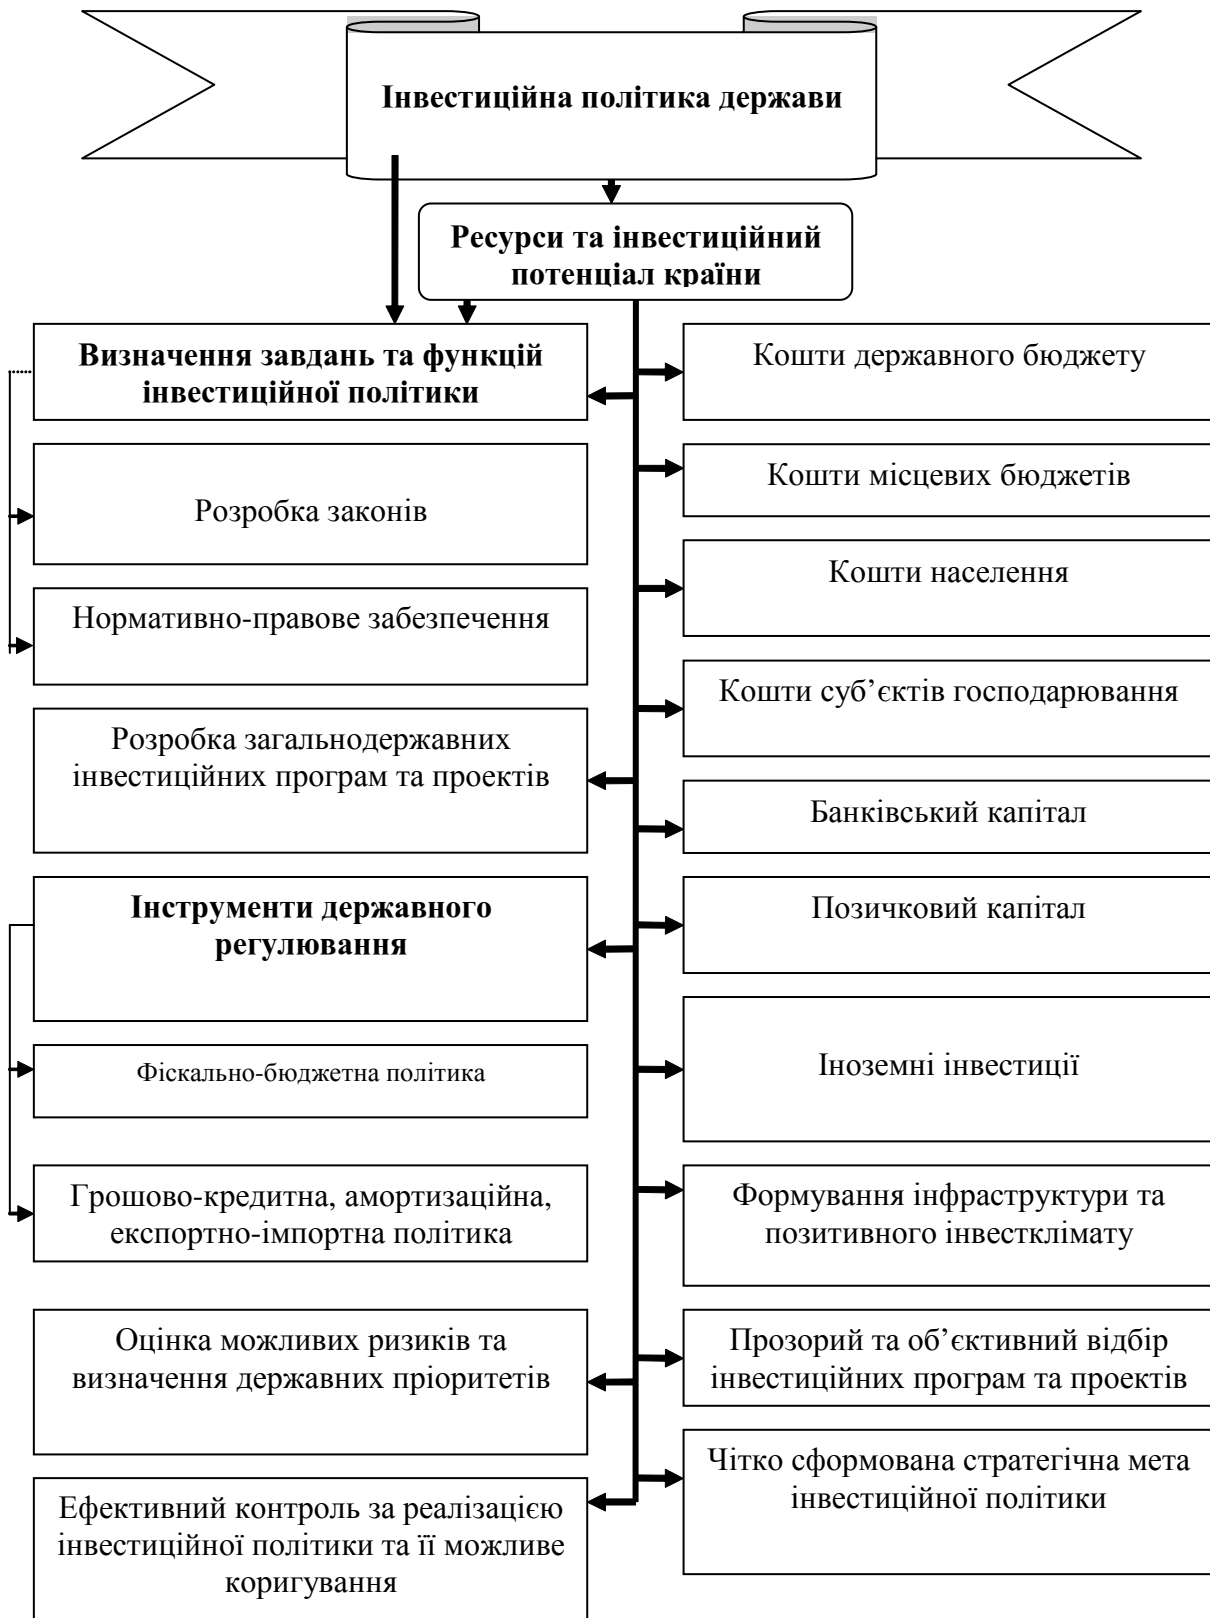 Інвестиційна політика держави
Ресурси та інвестиційний
потенціал країни
Визначення завдань та функцій
інвестиційної політики
Розробка законів
Нормативно-правове забезпечення
Розробка загальнодержавних
інвестиційних програм та проектів
Інструменти державного
регулювання
Фіскально-бюджетна політика
Грошово-кредитна, амортизаційна,
експортно-імпортна політика
Оцінка можливих ризиків та
визначення державних пріоритетів
Ефективний контроль за реалізацією
інвестиційної політики та її можливе
коригування
Кошти державного бюджету
Кошти місцевих бюджетів
Кошти населення
Кошти суб’єктів господарювання
Банківський капітал
Позичковий капітал
Іноземні інвестиції
Формування інфраструктури та
позитивного інвестклімату
Прозорий та об’єктивний відбір
інвестиційних програм та проектів
Чітко сформована стратегічна мета
інвестиційної політики